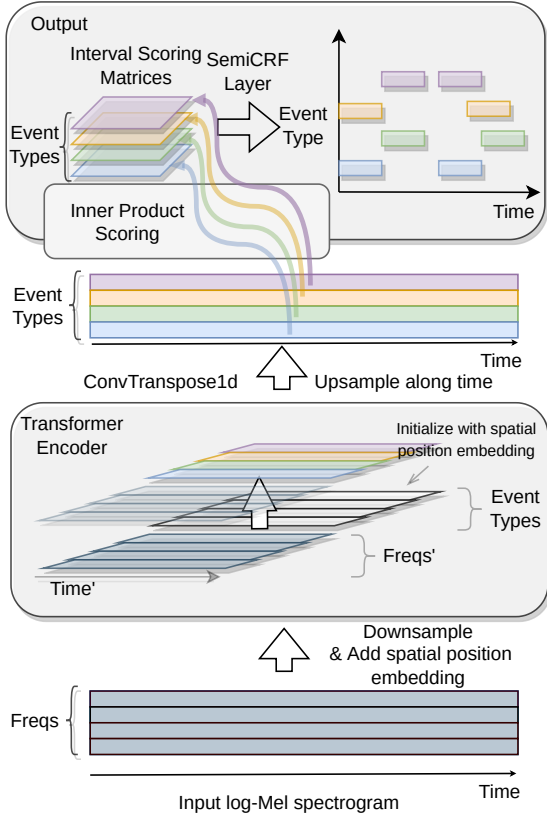 Output
Interval Scoring
Matrices
SemiCRF
Layer
Event
Types
Event
Type
Time
Inner Product
Scoring
Event
Types
Time
ConvTranspose1d
Upsample along time
Transformer
Encoder
Initialize with spatial
position embedding
Event
Types
Freqs'
Time'
Downsample
& Add spatial position
embedding
Freqs
Time
Input log-Mel spectrogram